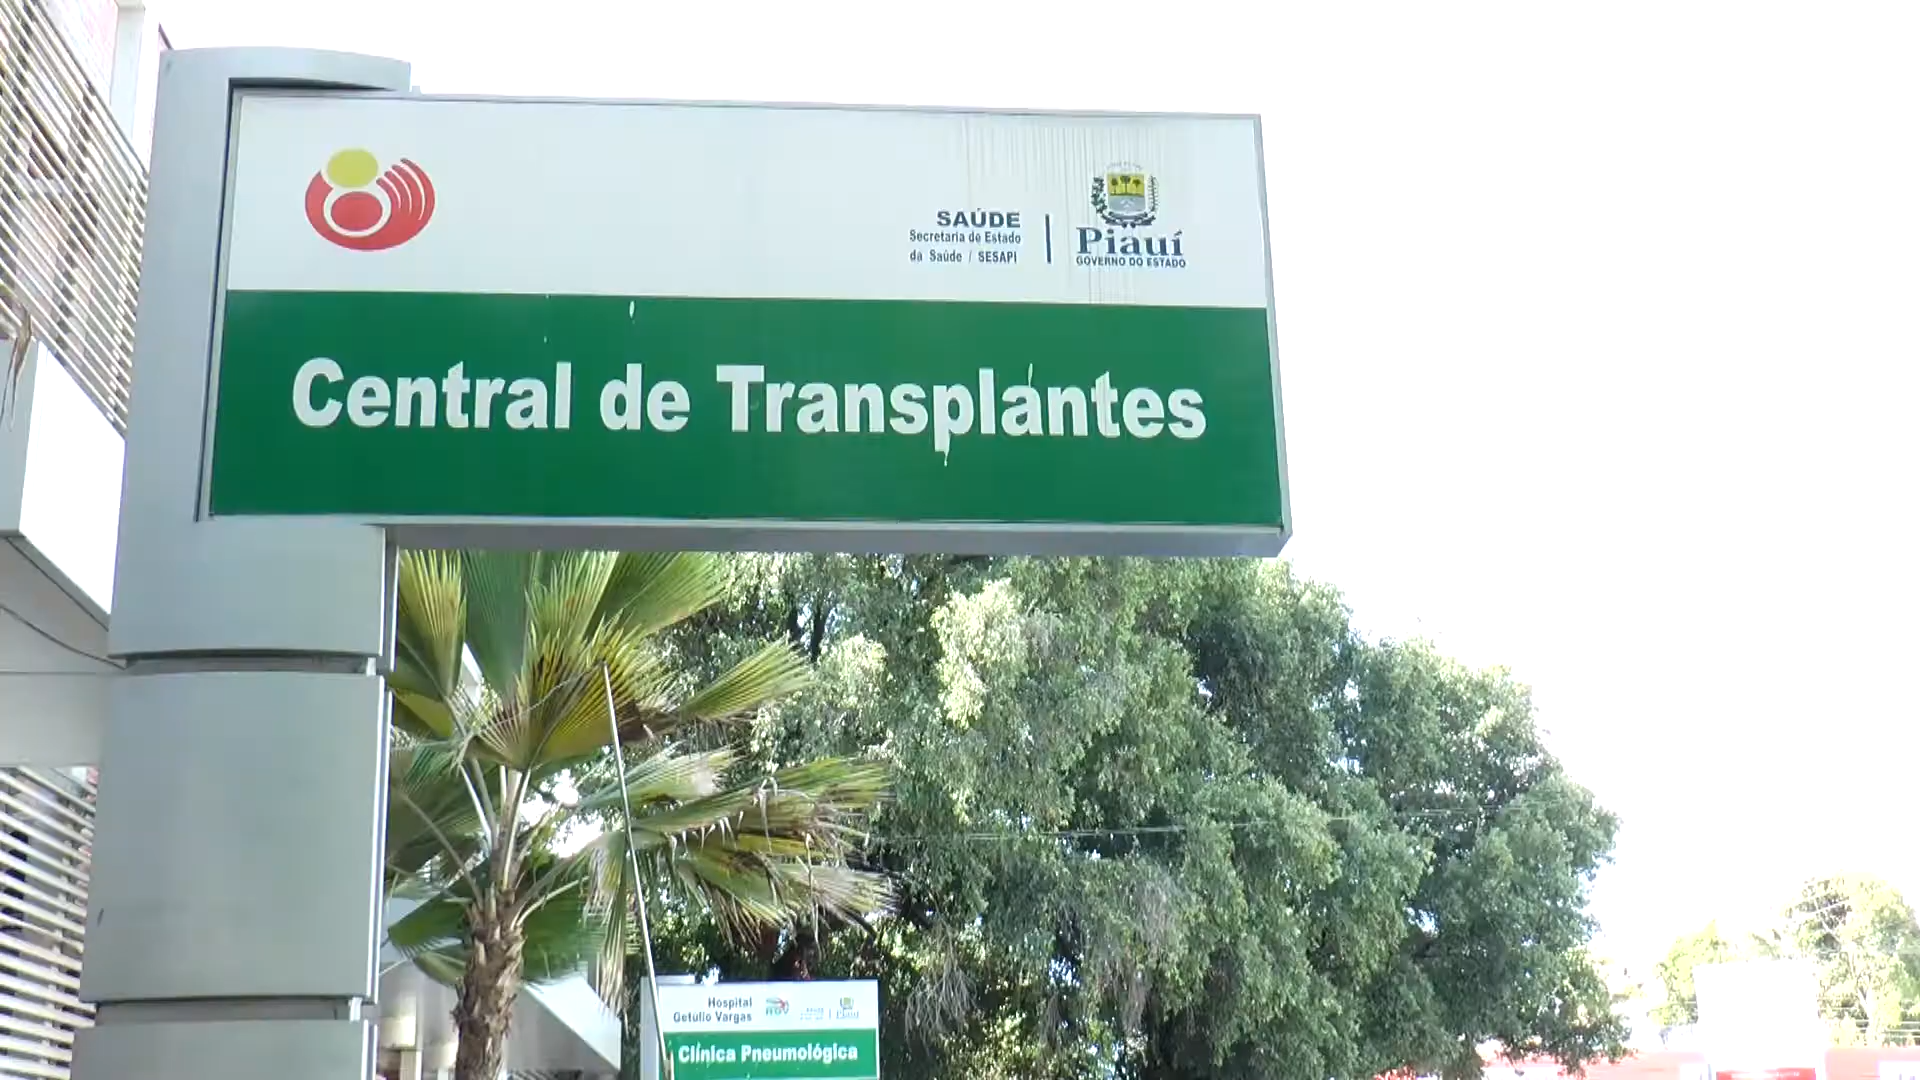 SAÚDE
Secretaria de Estado
da Saúde / SESAPI
Piauí
GOVERNO DO ESTADO
Central de Transplantes
Hospital
Getúlio Vargas
HGV
Piauí
Clínica Pneumológica